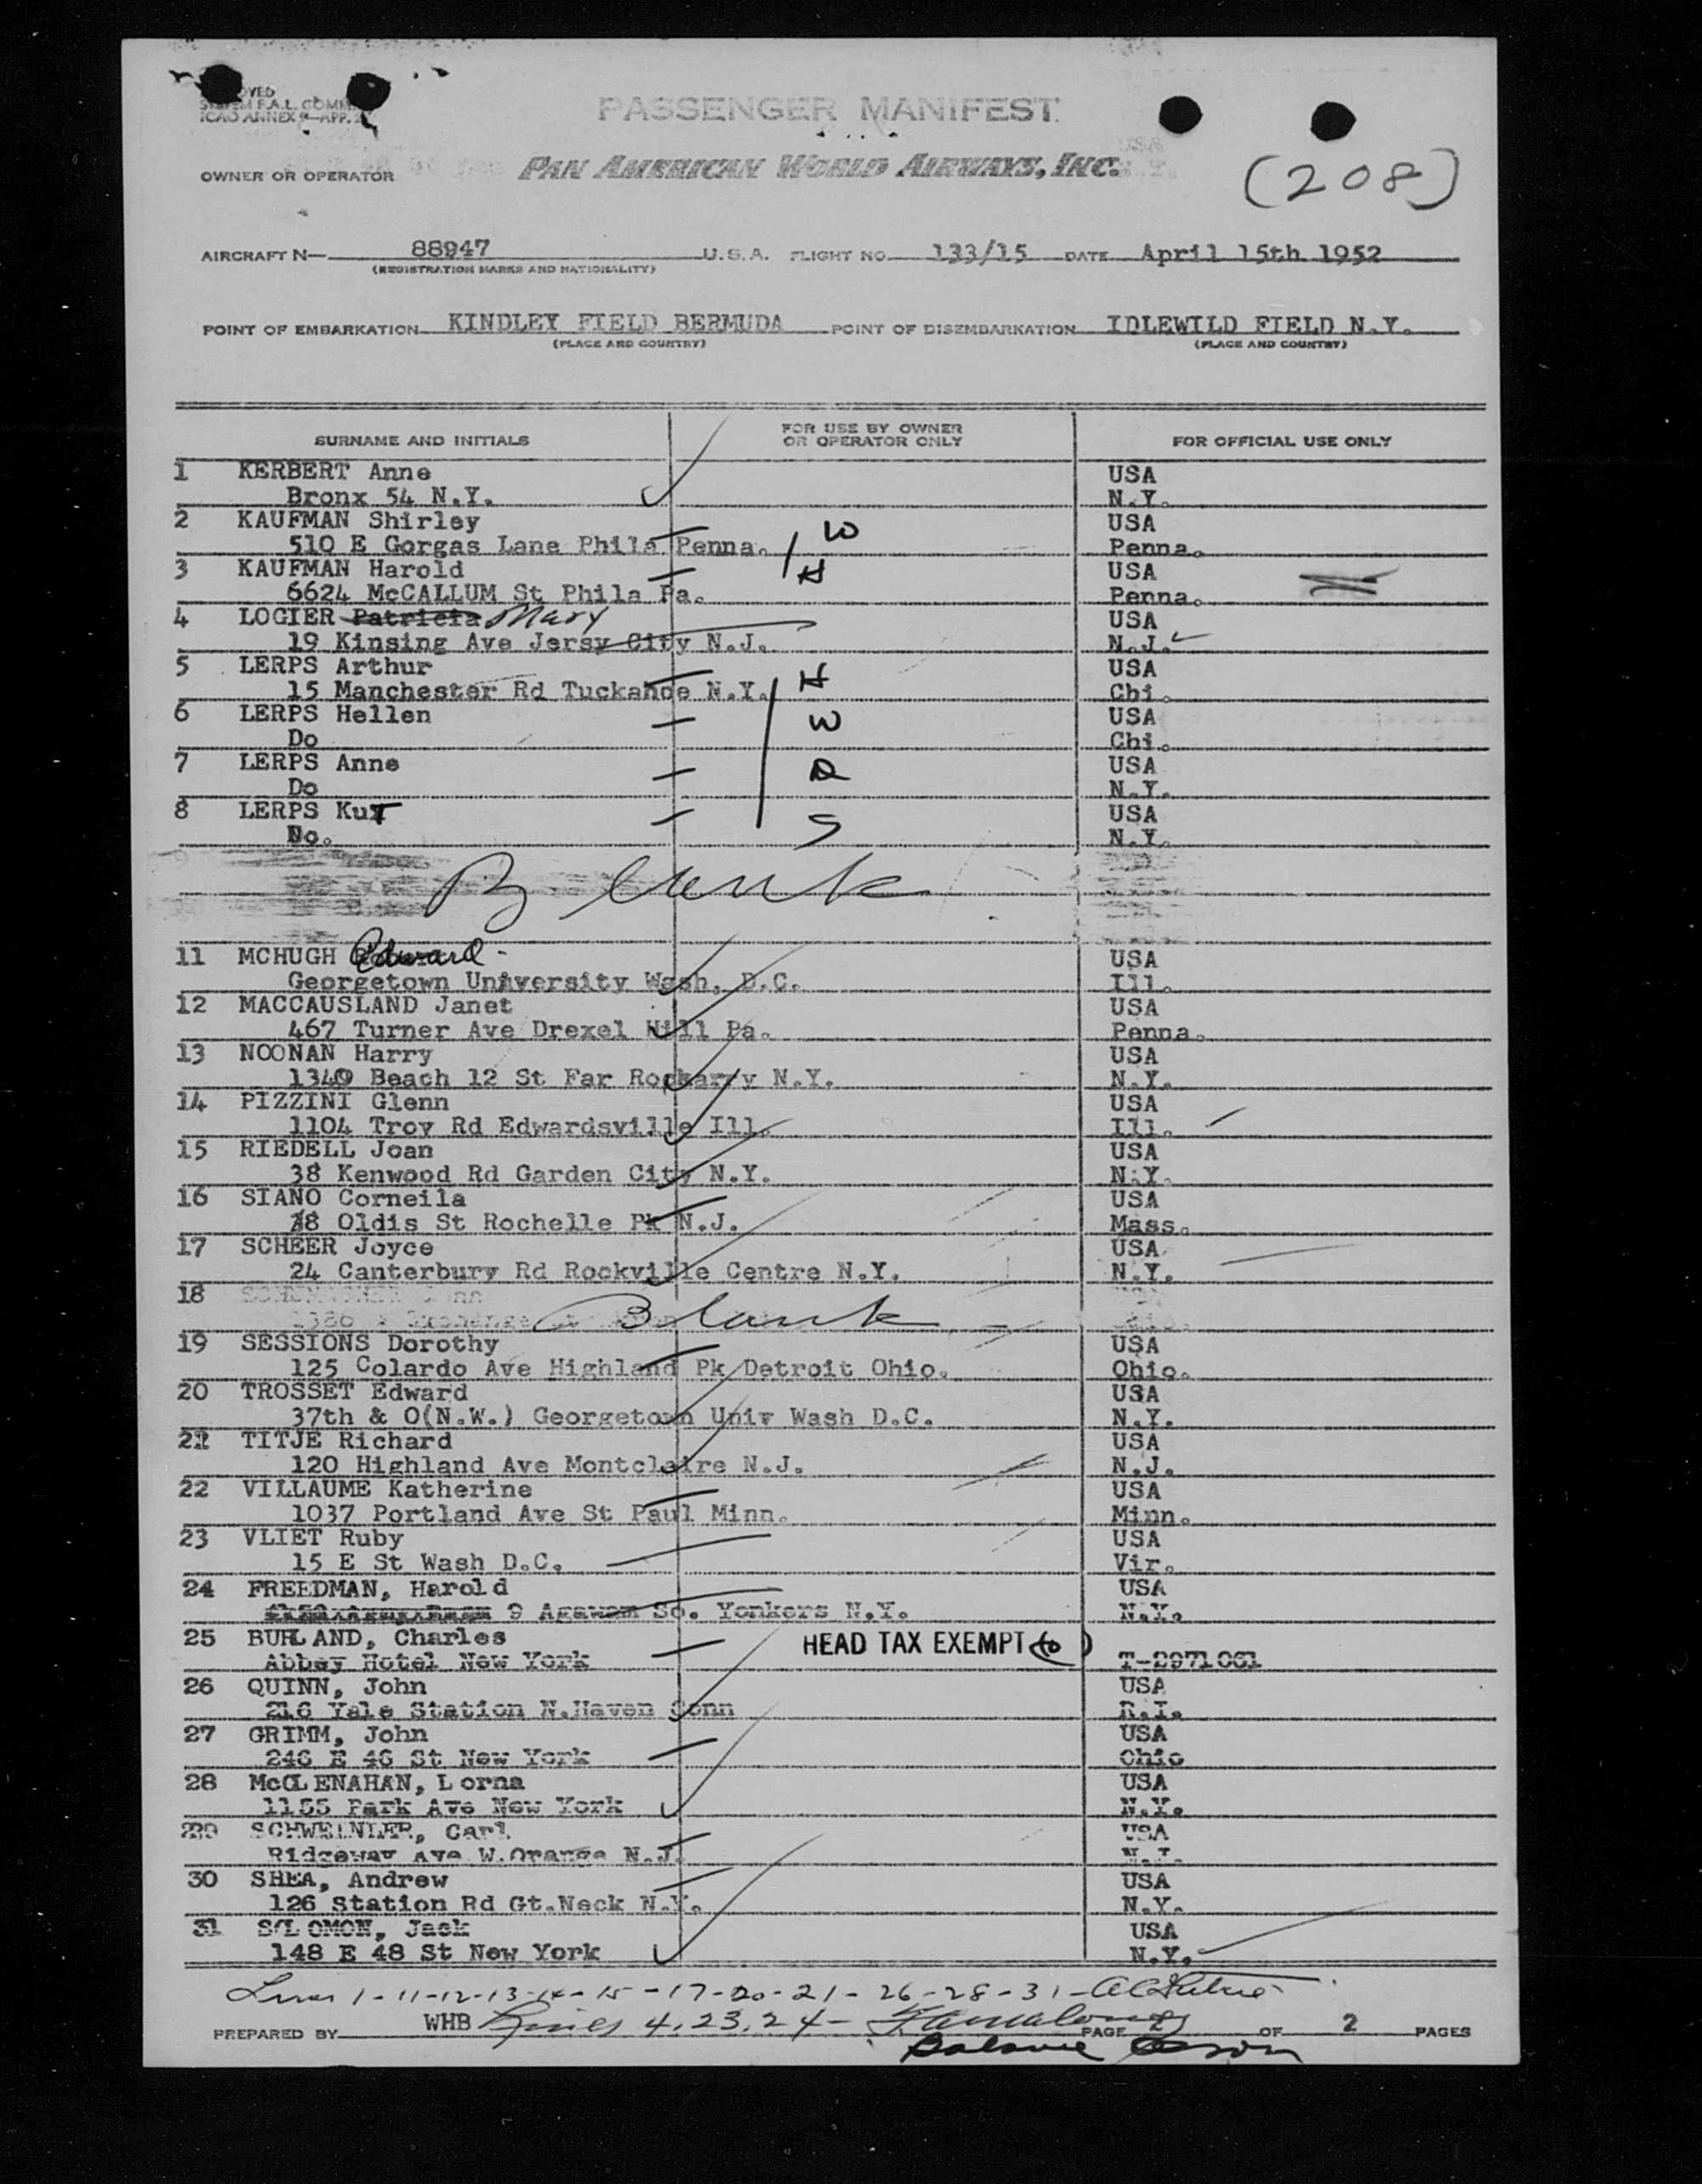 SYSTEM F.A.L. COMM
ICAO ANNEX 9—APP. 2
PASSENGER MANIFEST
OWNER OR OPERATOR PAN AMERICAN WORLD AIRWAYS, INC.
(208)
AIRCRAFT N— 88947 U.S.A. FLIGHT NO. 133/15 DATE April 15th 1952
(REGISTRATION MARKS AND NATIONALITY)
POINT OF EMBARKATION KINDLEY FIELD BERMUDA POINT OF DISEMBARKATION IDLEWILD FIELD N.Y.
(PLACE AND COUNTRY) (PLACE AND COUNTRY)
SURNAME AND INITIALS FOR USE BY OWNER OR OPERATOR ONLY FOR OFFICIAL USE ONLY
1 KERBERT Anne USA
Bronx 54 N.Y. N.Y.
2 KAUFMAN Shirley W USA
510 E Gorgas Lane Phila Penna. Penna.
3 KAUFMAN Harold H USA
6624 McCALLUM St Phila Pa. Penna.
4 LOGIER Patricia Mary USA
19 Kinsing Ave Jersy City N.J. N.J.
5 LERPS Arthur H USA
15 Manchester Rd Tuckahoe N.Y. Chi.
6 LERPS Hellen W USA
Do Chi.
7 LERPS Anne D USA
Do N.Y.
8 LERPS Kut S USA
Do. N.Y.
Blank
11 MCHUGH Edward - USA
Georgetown University Wash, D.C. Ill.
12 MACCAUSLAND Janet USA
467 Turner Ave Drexel Hill Pa. Penna.
13 NOONAN Harry USA
1340 Beach 12 St Far Rockarry N.Y. N.Y.
14 PIZZINI Glenn USA
1104 Troy Rd Edwardsville Ill. Ill.
15 RIEDELL Joan USA
38 Kenwood Rd Garden City N.Y. N.Y.
16 SIANO Corneila USA
38 Oldis St Rochelle Pk N.J. Mass.
17 SCHEER Joyce USA
24 Canterbury Rd Rockville Centre N.Y. N.Y.
18
Blank
19 SESSIONS Dorothy USA
125 Colardo Ave Highland Pk Detroit Ohio. Ohio.
20 TROSSET Edward USA
37th & O(N.W.) Georgetown Univ Wash D.C. N.Y.
21 TITJE Richard USA
120 Highland Ave Montclaire N.J. N.J.
22 VILLAUME Katherine USA
1037 Portland Ave St Paul Minn. Minn.
23 VLIET Ruby USA
15 E St Wash D.C. Vir.
24 FREEDMAN, Harold USA
9 Agawam So. Yonkers N.Y. N.Y.
25 BURLAND, Charles HEAD TAX EXEMPT
Abbey Hotel New York T-2971061
26 QUINN, John USA
216 Yale Station N.Haven Conn R.I.
27 GRIMM, John USA
246 E 46 St New York Ohio
28 McCLENAHAN, Lorna USA
1155 Park Ave New York N.Y.
29 SCHWEINLER, Carl USA
Ridgeway Ave W.Orange N.J. N.J.
30 SHEA, Andrew USA
126 Station Rd Gt.Neck N.Y. N.Y.
31 SOLOMON, Jack USA
148 E 48 St New York N.Y.
Lines 1-11-12-13-14-15-17-20-21-26-28-31-
PREPARED BY WHB Lines 4,23,24- PAGE 2 OF 2 PAGES
Balance